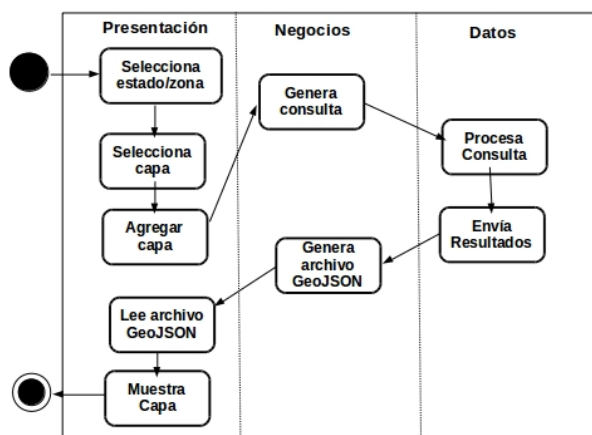 Presentación
Negocios
Datos
Selecciona
estado/zona
Genera
consulta
Selecciona
capa
Procesa
Consulta
Agregar
capa
Envía
Resultados
Genera
archivo
GeoJSON
Lee archivo
GeoJSON
Muestra
Capa